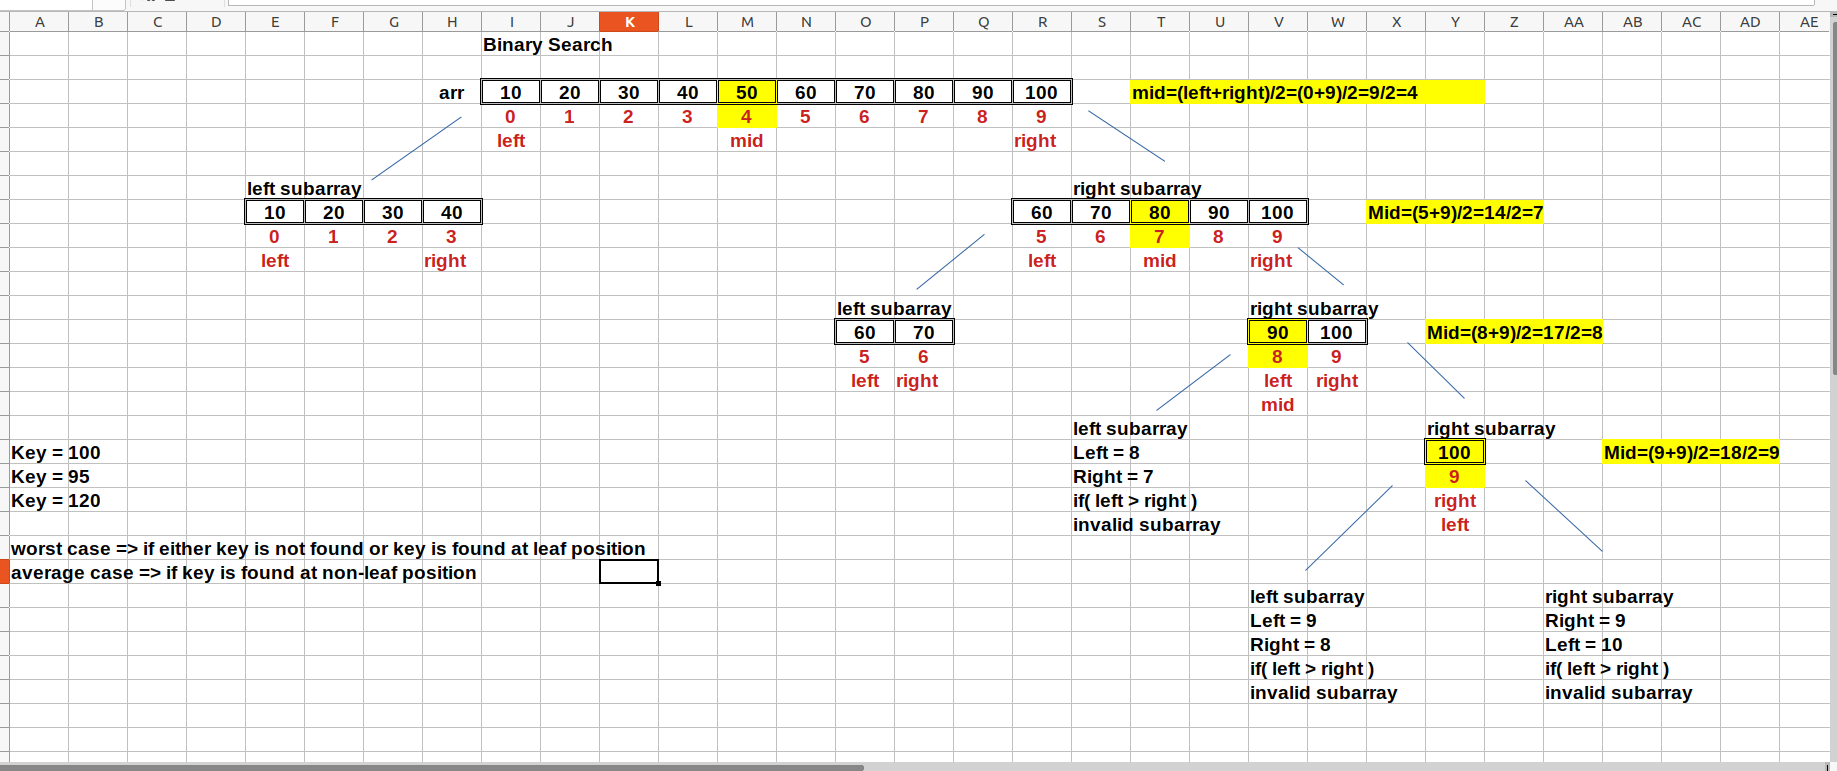 A B C D E F G H I J K L M N O P Q R S T U V W X Y Z AA AB AC AD AE
Binary Search
arr 10 20 30 40 50 60 70 80 90 100 mid=(left+right)/2=(0+9)/2=9/2=4
0 1 2 3 4 5 6 7 8 9
left mid right
left subarray right subarray
10 20 30 40 60 70 80 90 100 Mid=(5+9)/2=14/2=7
0 1 2 3 5 6 7 8 9
left right left mid right
left subarray right subarray
60 70 90 100 Mid=(8+9)/2=17/2=8
5 6 8 9
left right left right
mid
left subarray right subarray
Key = 100 Left = 8 100 Mid=(9+9)/2=18/2=9
Key = 95 Right = 7 9
Key = 120 if( left > right ) right
invalid subarray left
worst case => if either key is not found or key is found at leaf position
average case => if key is found at non-leaf position
left subarray right subarray
Left = 9 Right = 9
Right = 8 Left = 10
if( left > right ) if( left > right )
invalid subarray invalid subarray